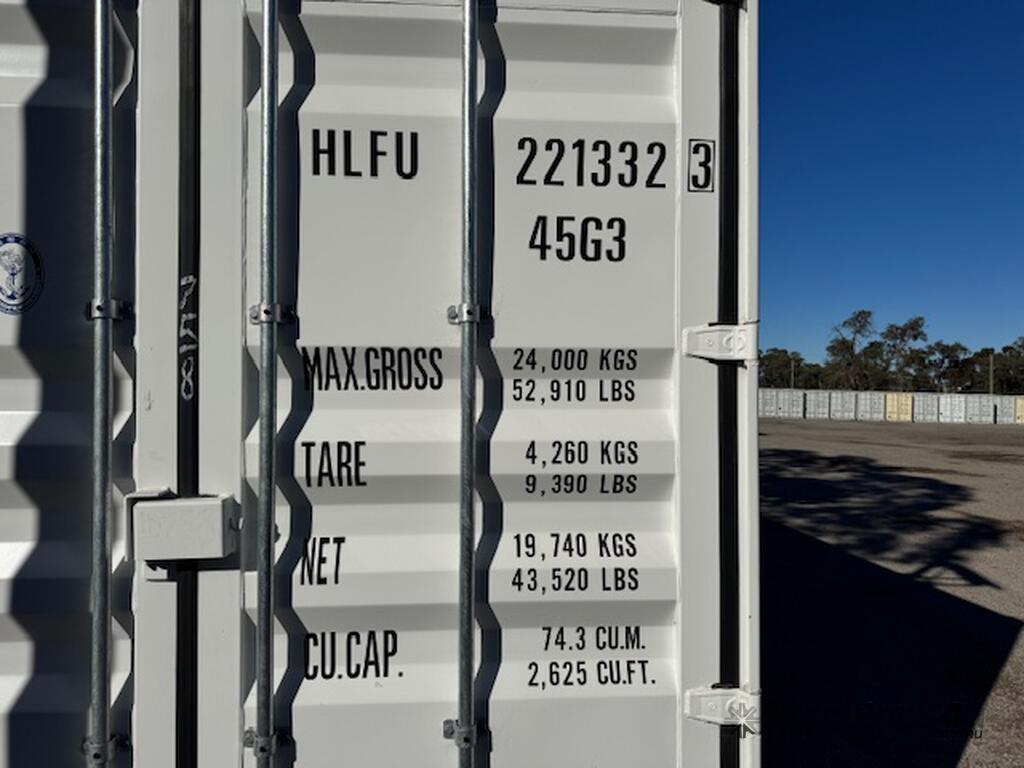 HLFU 221332 3
45G3
MAX.GROSS 24,000 KGS
52,910 LBS
TARE 4,260 KGS
9,390 LBS
NET 19,740 KGS
43,520 LBS
CU.CAP. 74.3 CU.M.
2,625 CU.FT.